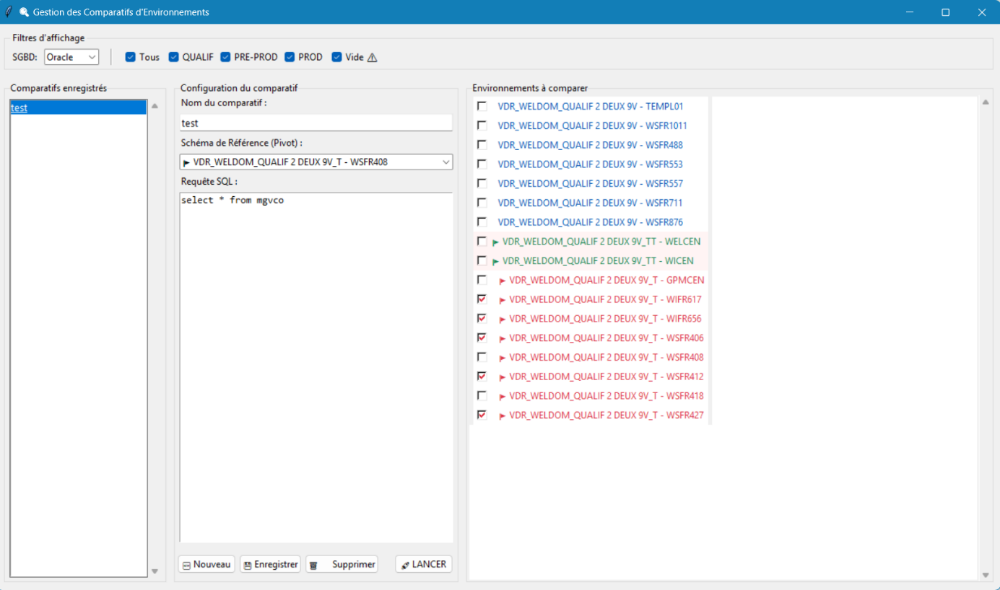 Gestion des Comparatifs d'Environnements
Filtres d'affichage
SGBD: Oracle Tous QUALIF PRE-PROD PROD Vide ⚠
Comparatifs enregistrés
test
Configuration du comparatif
Nom du comparatif :
test
Schéma de Référence (Pivot) :
VDR_WELDOM_QUALIF 2 DEUX 9V_T - WSFR408
Requête SQL :
select * from mgvco
Nouveau Enregistrer Supprimer LANCER
Environnements à comparer
VDR_WELDOM_QUALIF 2 DEUX 9V - TEMPL01
VDR_WELDOM_QUALIF 2 DEUX 9V - WSFR1011
VDR_WELDOM_QUALIF 2 DEUX 9V - WSFR488
VDR_WELDOM_QUALIF 2 DEUX 9V - WSFR553
VDR_WELDOM_QUALIF 2 DEUX 9V - WSFR557
VDR_WELDOM_QUALIF 2 DEUX 9V - WSFR711
VDR_WELDOM_QUALIF 2 DEUX 9V - WSFR876
VDR_WELDOM_QUALIF 2 DEUX 9V_TT - WELCEN
VDR_WELDOM_QUALIF 2 DEUX 9V_TT - WICEN
VDR_WELDOM_QUALIF 2 DEUX 9V_T - GPMCEN
VDR_WELDOM_QUALIF 2 DEUX 9V_T - WIFR617
VDR_WELDOM_QUALIF 2 DEUX 9V_T - WIFR656
VDR_WELDOM_QUALIF 2 DEUX 9V_T - WSFR406
VDR_WELDOM_QUALIF 2 DEUX 9V_T - WSFR408
VDR_WELDOM_QUALIF 2 DEUX 9V_T - WSFR412
VDR_WELDOM_QUALIF 2 DEUX 9V_T - WSFR418
VDR_WELDOM_QUALIF 2 DEUX 9V_T - WSFR427